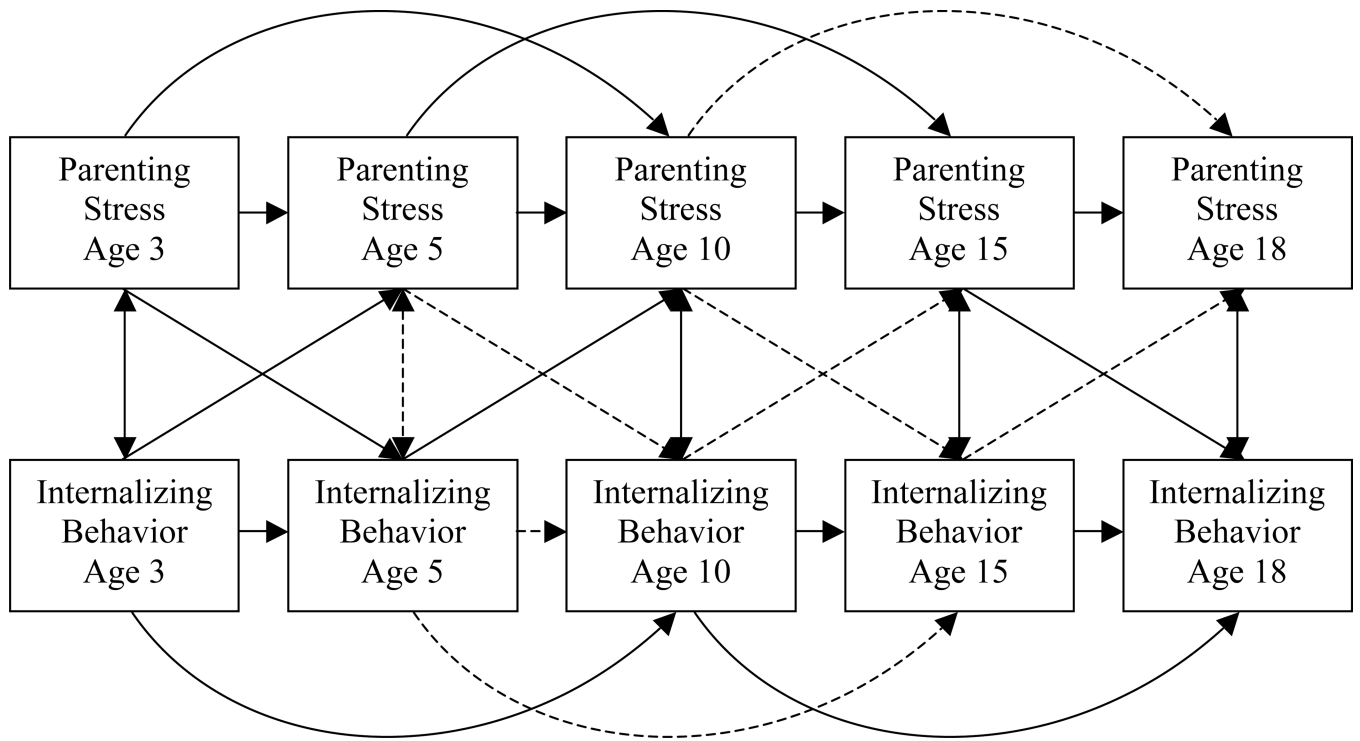 Parenting
Stress
Age 3
Parenting
Stress
Age 5
Parenting
Stress
Age 10
Parenting
Stress
Age 15
Parenting
Stress
Age 18
Internalizing
Behavior
Age 3
Internalizing
Behavior
Age 5
Internalizing
Behavior
Age 10
Internalizing
Behavior
Age 15
Internalizing
Behavior
Age 18